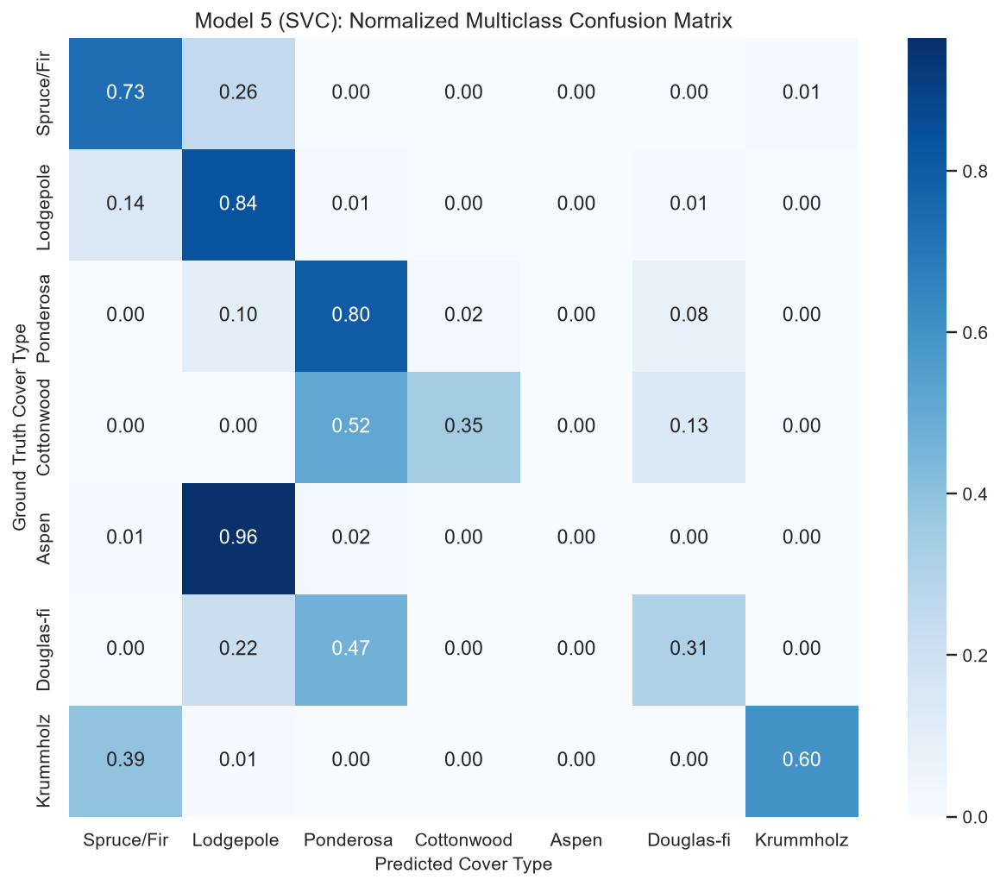 Model 5 (SVC): Normalized Multiclass Confusion Matrix
Ground Truth Cover Type
Spruce/Fir 0.73 0.26 0.00 0.00 0.00 0.00 0.01
Lodgepole 0.14 0.84 0.01 0.00 0.00 0.01 0.00
Ponderosa 0.00 0.10 0.80 0.02 0.00 0.08 0.00
Cottonwood 0.00 0.00 0.52 0.35 0.00 0.13 0.00
Aspen 0.01 0.96 0.02 0.00 0.00 0.00 0.00
Douglas-fi 0.00 0.22 0.47 0.00 0.00 0.31 0.00
Krummholz 0.39 0.01 0.00 0.00 0.00 0.00 0.60
Spruce/Fir Lodgepole Ponderosa Cottonwood Aspen Douglas-fi Krummholz
Predicted Cover Type
0.8
0.6
0.4
0.2
0.0